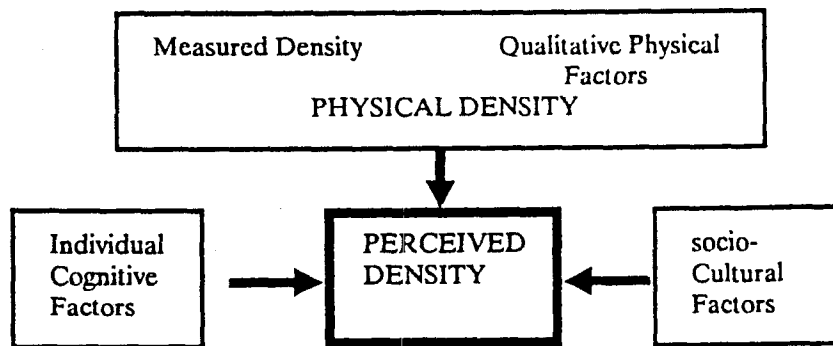 Measured Density
Qualitative Physical
Factors
PHYSICAL DENSITY
Individual
Cognitive
Factors
PERCEIVED
DENSITY
socio-
Cultural
Factors